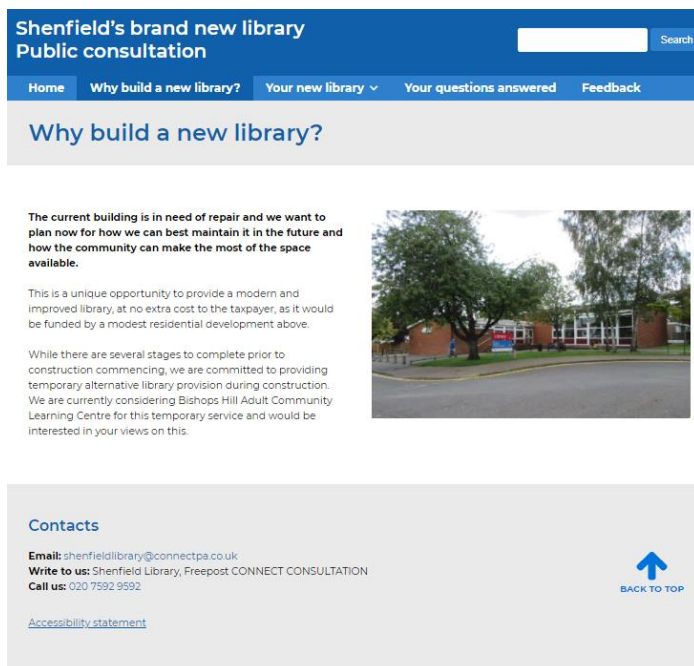 Shenfield's brand new library
Public consultation
Search
Home Why build a new library? Your new library Your questions answered Feedback
Why build a new library?
The current building is in need of repair and we want to
plan now for how we can best maintain it in the future and
how the community can make the most of the space
available.
This is a unique opportunity to provide a modern and
improved library, at no extra cost to the taxpayer, as it would
be funded by a modest residential development above.
While there are several stages to complete prior to
construction commencing, we are committed to providing
temporary alternative library provision during construction.
We are currently considering Bishops Hill Adult Community
Learning Centre for this temporary service and would be
interested in your views on this.
Library
Contacts
Email: shenfieldlibrary@connectpa.co.uk
Write to us: Shenfield Library, Freepost CONNECT CONSULTATION
Call us: 020 7592 9592
BACK TO TOP
Accessibility statement